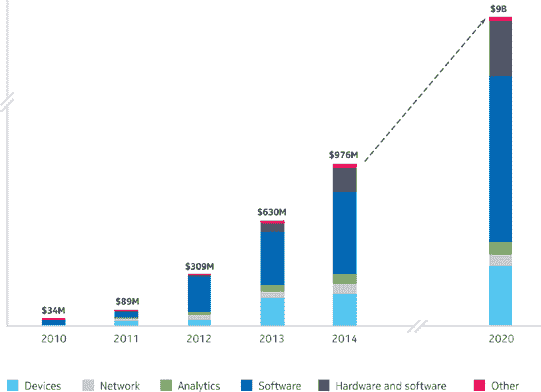 $9B
$976M
$630M
$309M
$89M
$34M
2010 2011 2012 2013 2014 2020
Devices Network Analytics Software Hardware and software Other